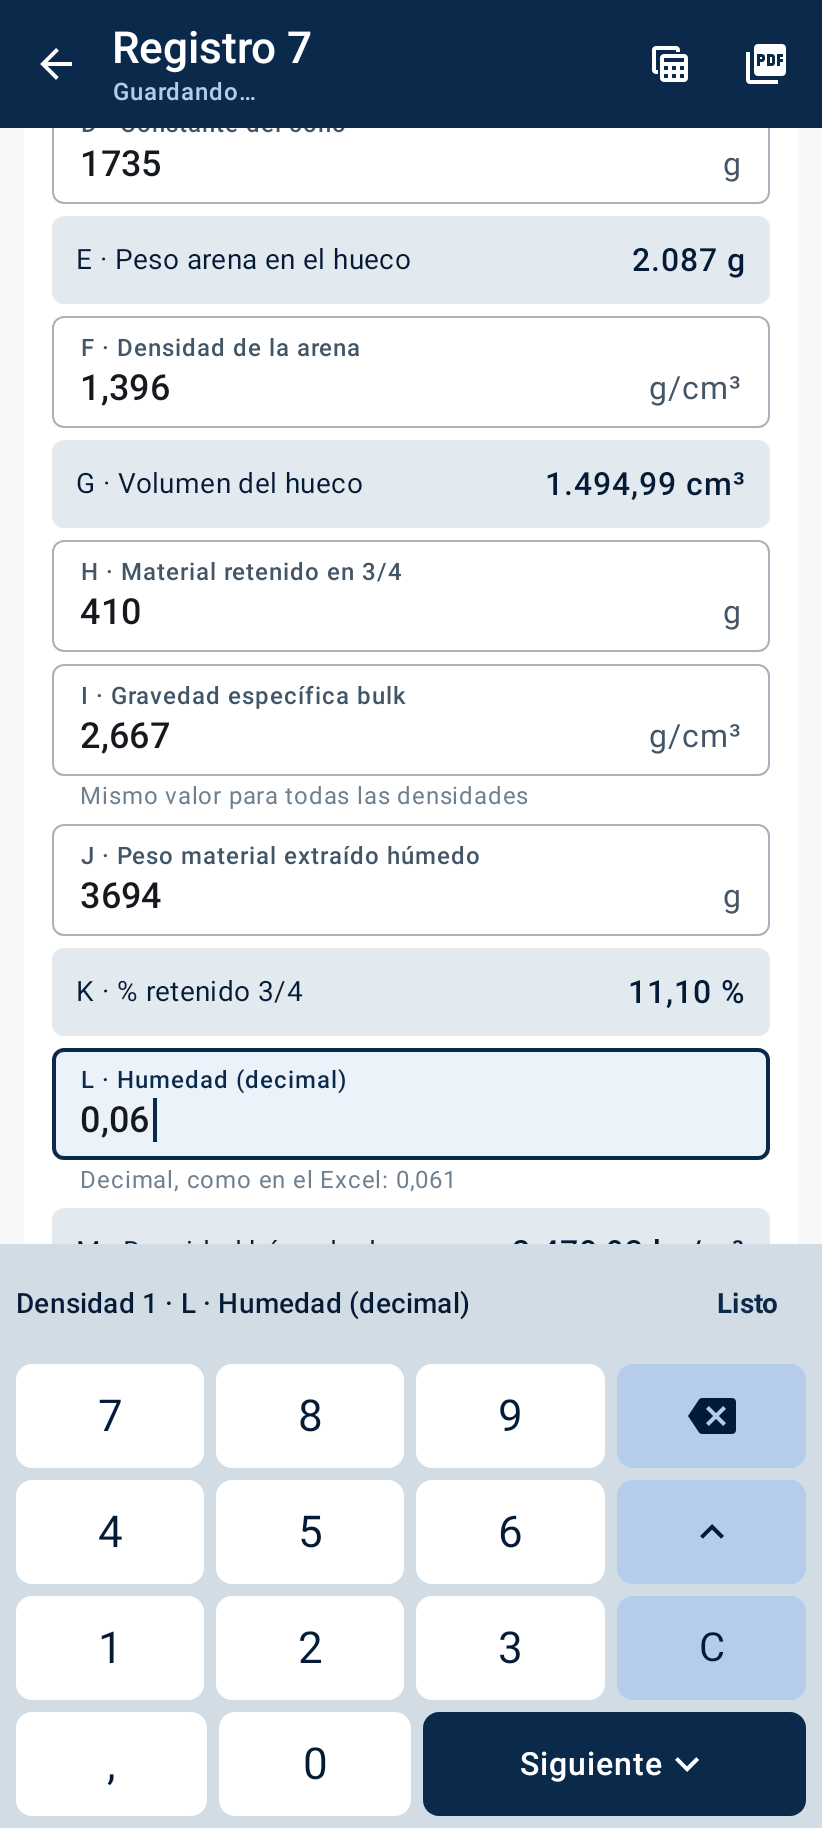 Registro 7
Guardando…
PDF
D · Constante del cono
1735 g
E · Peso arena en el hueco 2.087 g
F · Densidad de la arena
1,396 g/cm³
G · Volumen del hueco 1.494,99 cm³
H · Material retenido en 3/4
410 g
I · Gravedad específica bulk
2,667 g/cm³
Mismo valor para todas las densidades
J · Peso material extraído húmedo
3694 g
K · % retenido 3/4 11,10 %
L · Humedad (decimal)
0,06
Decimal, como en el Excel: 0,061
Densidad 1 · L · Humedad (decimal) Listo
7 8 9
4 5 6
1 2 3 C
, 0 Siguiente